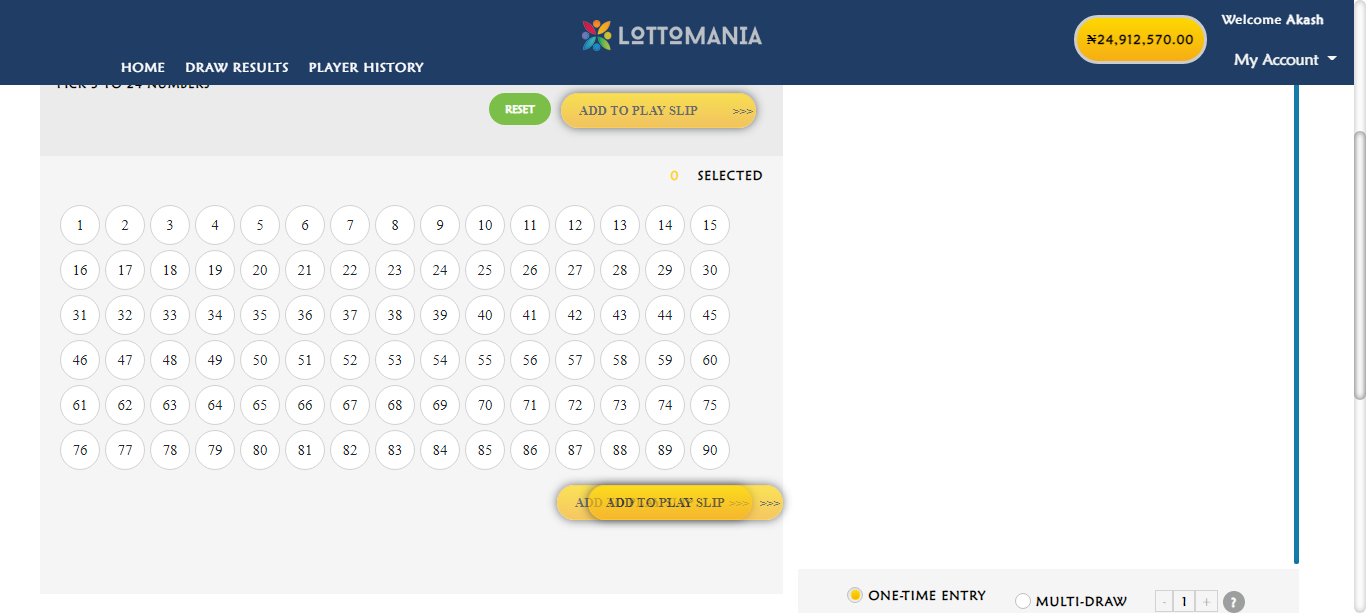 LOTTOMANIA
₦24,912,570.00
Welcome Akash
My Account
HOME DRAW RESULTS PLAYER HISTORY
PICK 5 TO 24 NUMBERS
RESET
ADD TO PLAY SLIP >>>
0 SELECTED
1 2 3 4 5 6 7 8 9 10 11 12 13 14 15
16 17 18 19 20 21 22 23 24 25 26 27 28 29 30
31 32 33 34 35 36 37 38 39 40 41 42 43 44 45
46 47 48 49 50 51 52 53 54 55 56 57 58 59 60
61 62 63 64 65 66 67 68 69 70 71 72 73 74 75
76 77 78 79 80 81 82 83 84 85 86 87 88 89 90
ADD ADD TO PLAY SLIP >>> >>>
ONE-TIME ENTRY
MULTI-DRAW
- 1 + ?